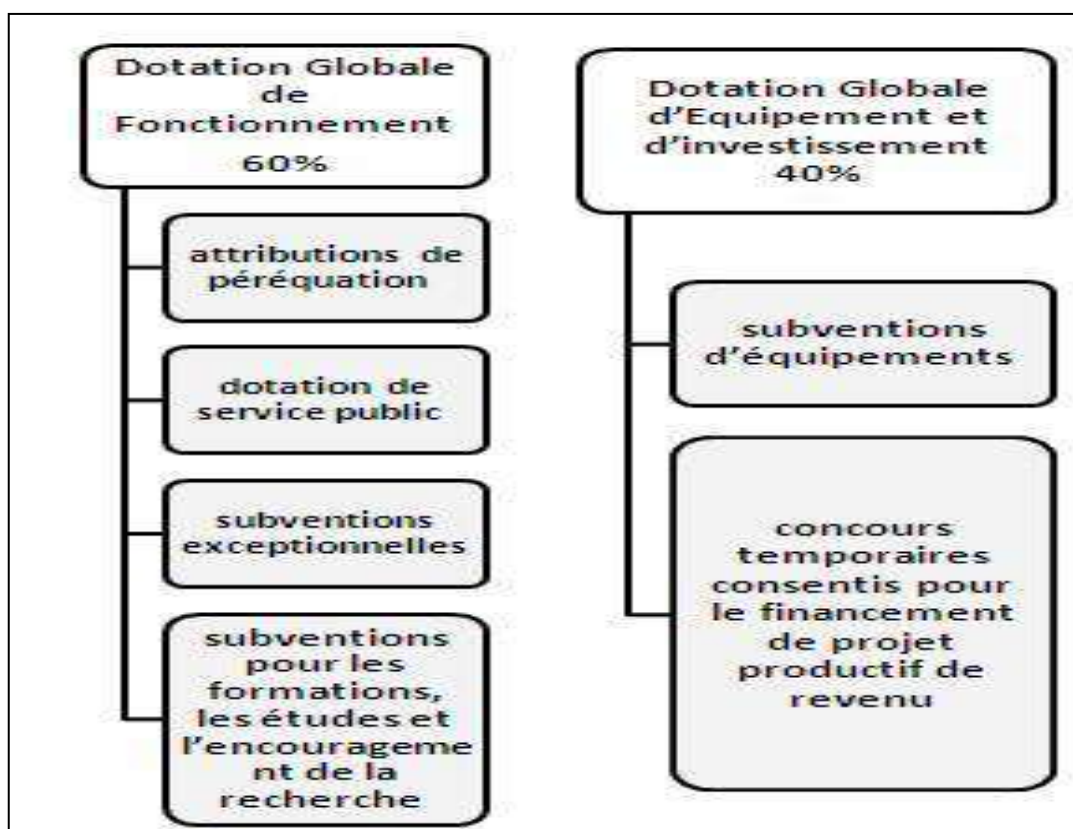 Dotation Globale
de
Fonctionnement
60%
attributions de
péréquation
dotation de
service public
subventions
exceptionnelles
subventions
pour les
formations,
les études et
l'encourageme
nt de la
recherche
Dotation Globale
d'Equipement et
d'investissement
40%
subventions
d'équipements
concours
temporaires
consentis pour
le financement
de projet
productif de
revenu